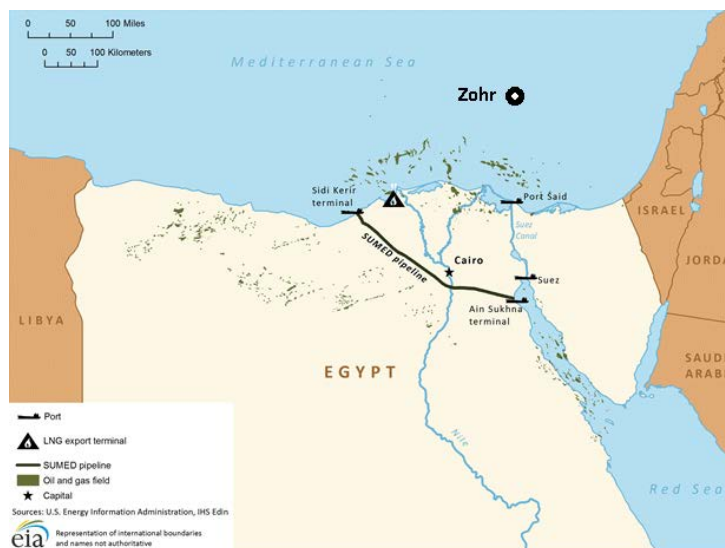 0 50 100 Miles
0 50 100 Kilometers
Mediterranean Sea
Zohr
Sidi Kerir
terminal
Port Said
ISRAEL
Suez
Canal
SUMED pipeline
Cairo
JORDA
Suez
Ain Sukhna
terminal
LIBYA
SAUD
ARAB
EGYPT
Nile
Red Sea
Port
LNG export terminal
SUMED pipeline
Oil and gas field
Capital
Sources: U.S. Energy Information Administration, IHS Edin
eia
Representation of international boundaries
and names not authoritative